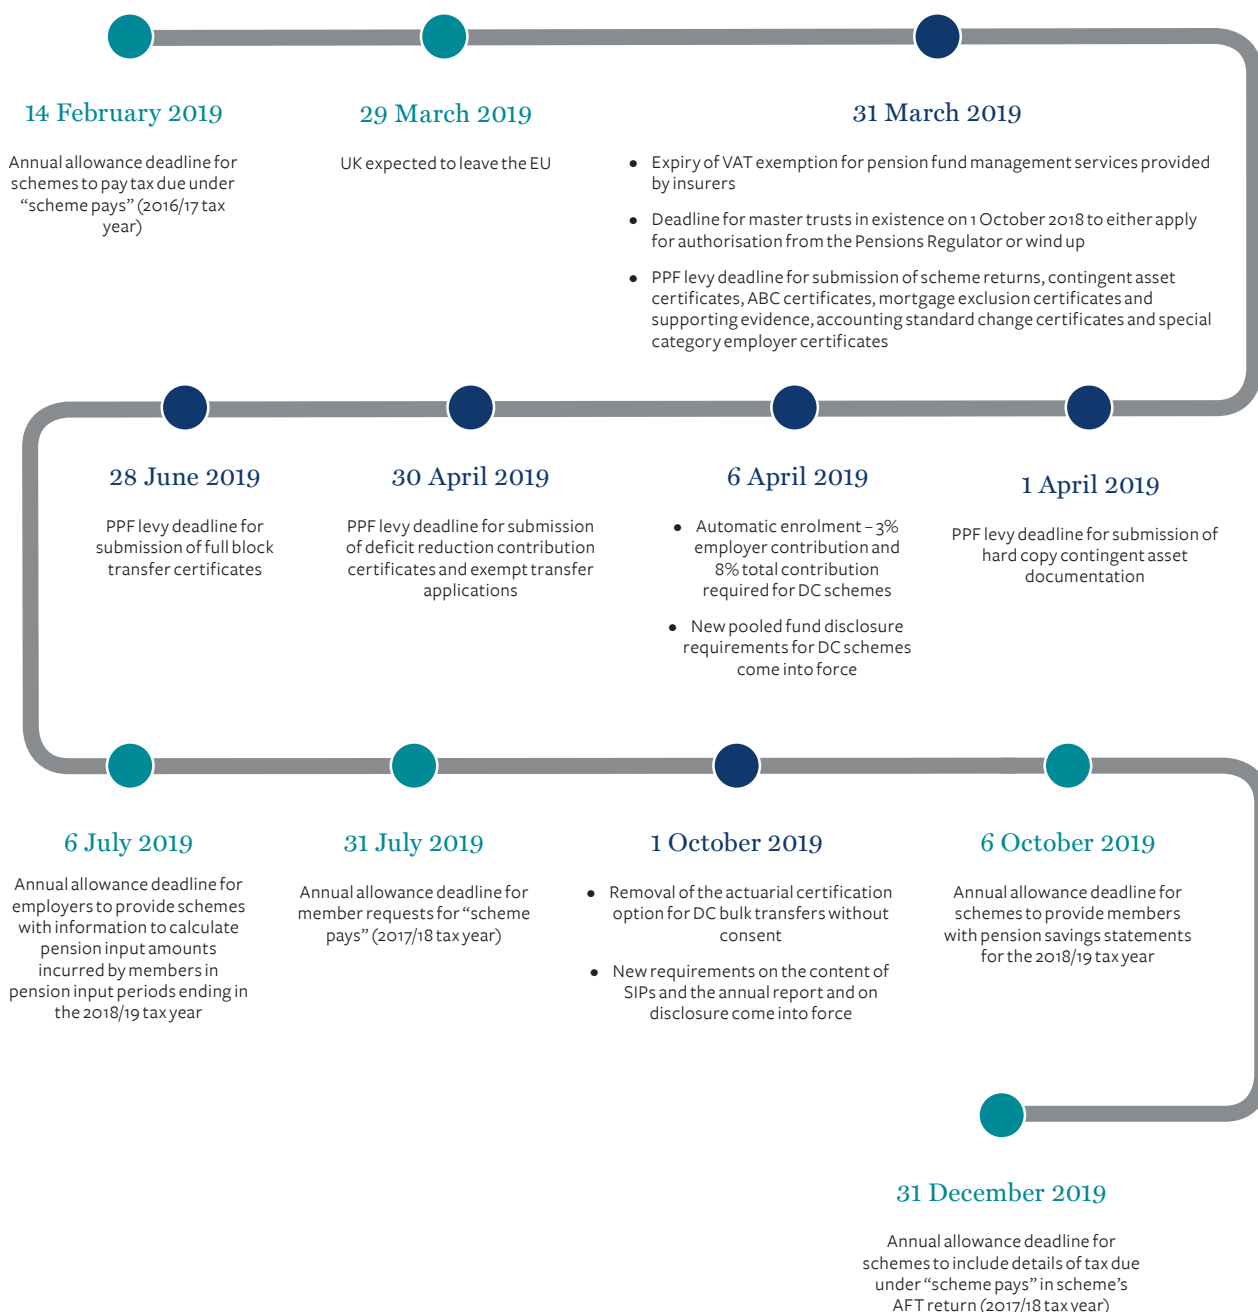 14 February 2019
Annual allowance deadline for
schemes to pay tax due under
“scheme pays” (2016/17 tax
year)
29 March 2019
UK expected to leave the EU
31 March 2019
• Expiry of VAT exemption for pension fund management services provided
by insurers
• Deadline for master trusts in existence on 1 October 2018 to either apply
for authorisation from the Pensions Regulator or wind up
• PPF levy deadline for submission of scheme returns, contingent asset
certificates, ABC certificates, mortgage exclusion certificates and
supporting evidence, accounting standard change certificates and special
category employer certificates
1 April 2019
PPF levy deadline for submission of
hard copy contingent asset
documentation
6 April 2019
• Automatic enrolment – 3%
employer contribution and
8% total contribution
required for DC schemes
• New pooled fund disclosure
requirements for DC schemes
come into force
30 April 2019
PPF levy deadline for submission
of deficit reduction contribution
certificates and exempt transfer
applications
28 June 2019
PPF levy deadline for
submission of full block
transfer certificates
6 July 2019
Annual allowance deadline for
employers to provide schemes
with information to calculate
pension input amounts
incurred by members in
pension input periods ending in
the 2018/19 tax year
31 July 2019
Annual allowance deadline for
member requests for “scheme
pays” (2017/18 tax year)
1 October 2019
• Removal of the actuarial certification
option for DC bulk transfers without
consent
• New requirements on the content of
SIPs and the annual report and on
disclosure come into force
6 October 2019
Annual allowance deadline for
schemes to provide members
with pension savings statements
for the 2018/19 tax year
31 December 2019
Annual allowance deadline for
schemes to include details of tax due
under “scheme pays” in scheme’s
AFT return (2017/18 tax year)